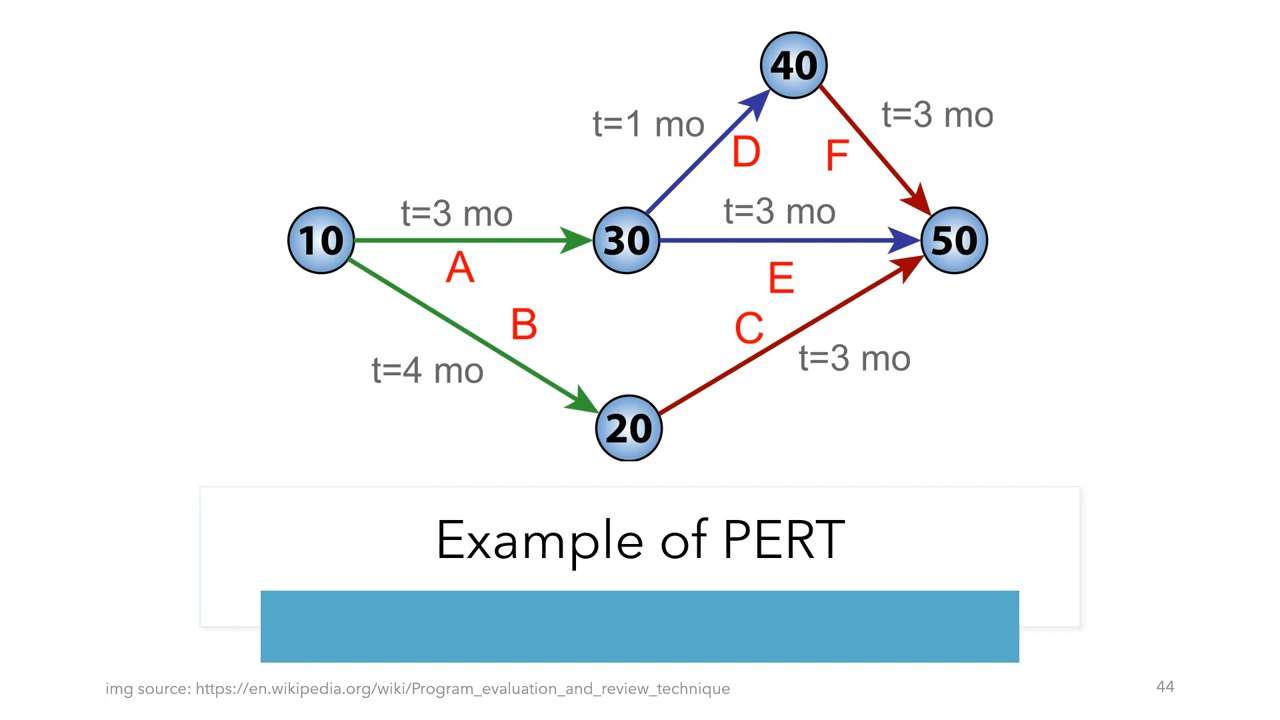 40
t=1 mo
t=3 mo
D
F
t=3 mo
t=3 mo
10
30
50
A
E
B
C
t=4 mo
t=3 mo
20
Example of PERT
img source: https://en.wikipedia.org/wiki/Program_evaluation_and_review_technique
44